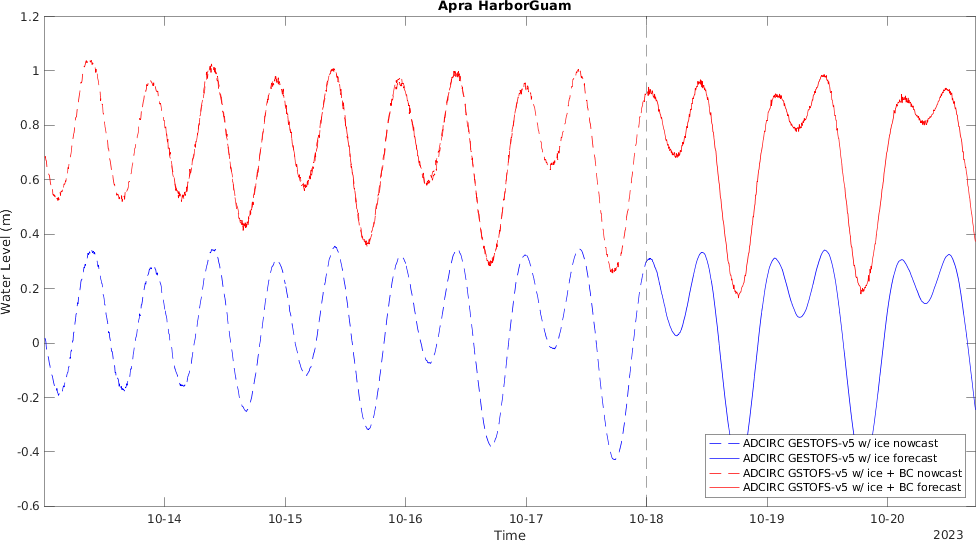 Apra HarborGuam
1.2
1
0.8
0.6
0.4
0.2
0
-0.2
-0.4
-0.6
Water Level (m)
ADCIRC GESTOFS-v5 w/ ice nowcast
ADCIRC GESTOFS-v5 w/ ice forecast
ADCIRC GSTOFS-v5 w/ ice + BC nowcast
ADCIRC GSTOFS-v5 w/ ice + BC forecast
10-14 10-15 10-16 10-17 10-18 10-19 10-20
Time
2023